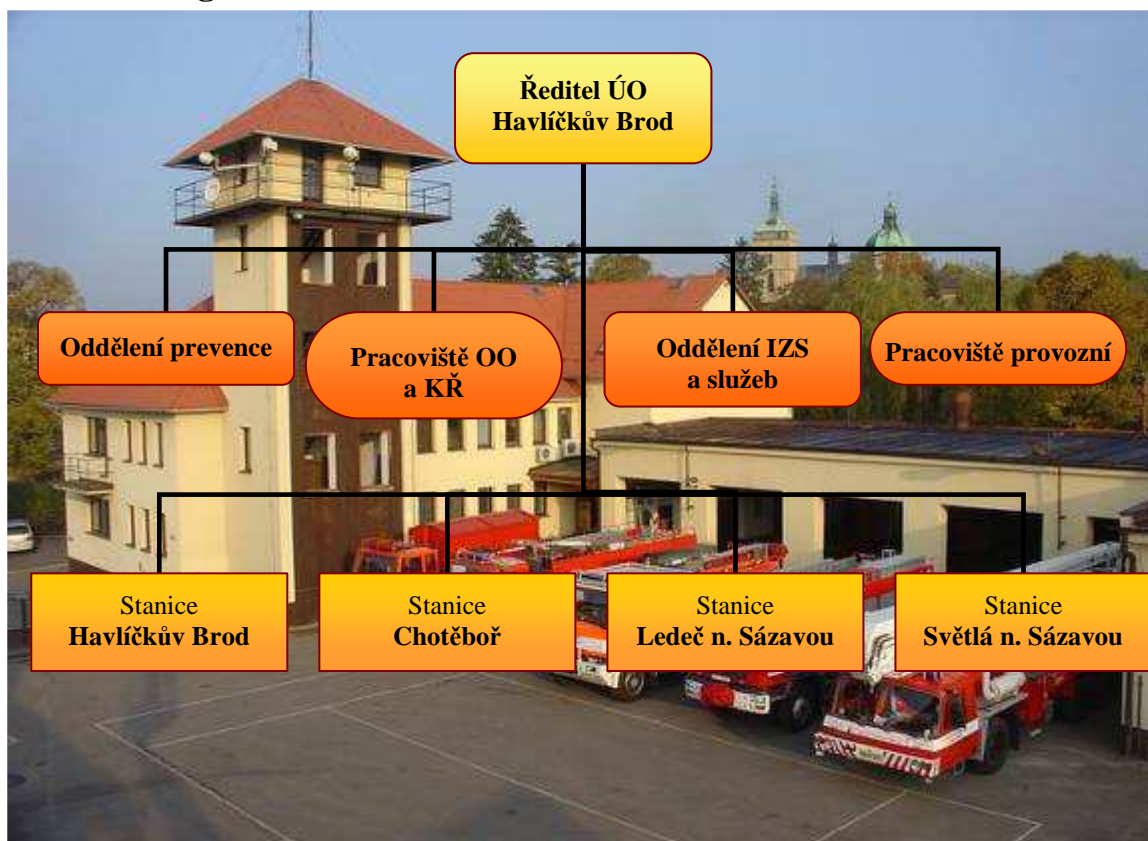 Ředitel ÚO
Havlíčkův Brod
Oddělení prevence
Pracoviště OO
a KŘ
Oddělení IZS
a služeb
Pracoviště provozní
Stanice
Havlíčkův Brod
Stanice
Chotěboř
Stanice
Ledeč n. Sázavou
Stanice
Světlá n. Sázavou